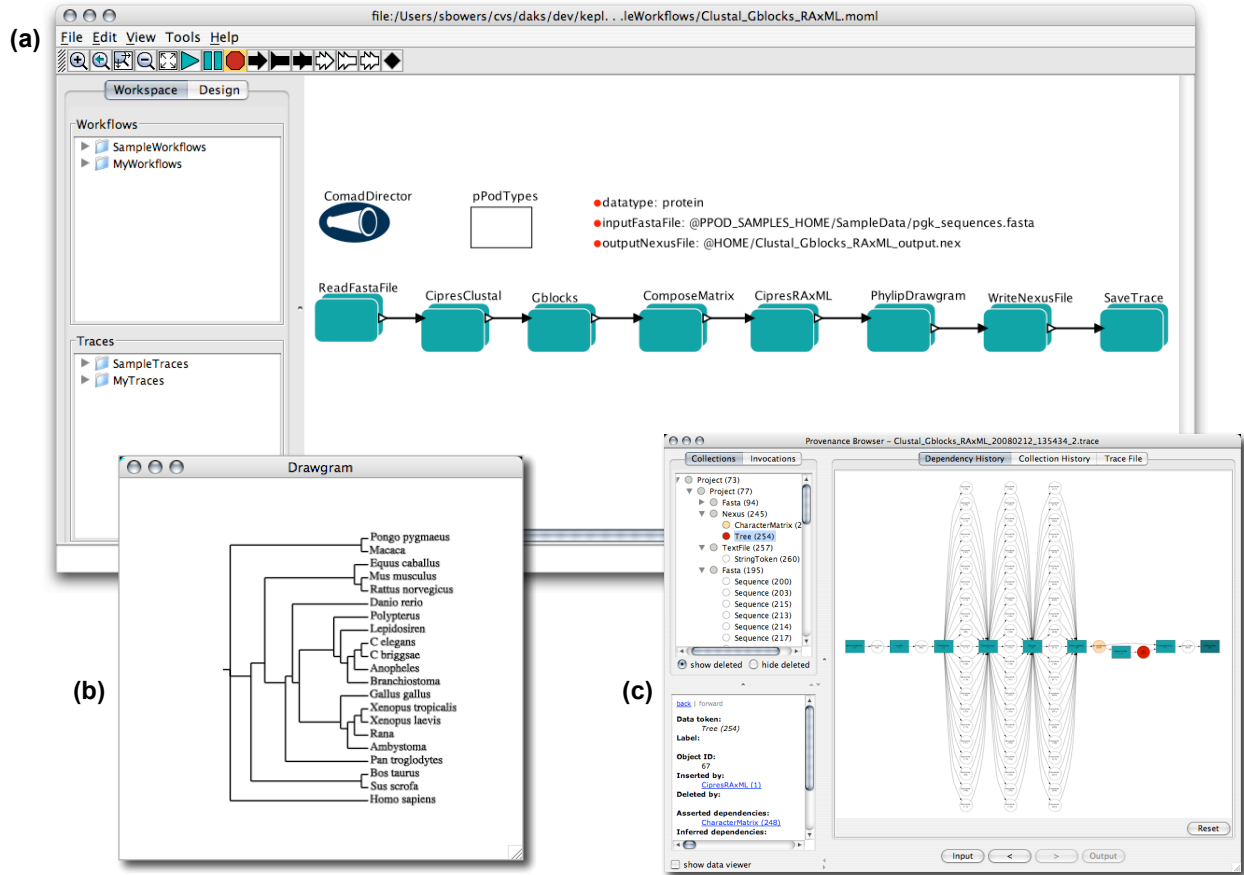 (a)
file:/Users/sbowers/cvs/daks/dev/kepl. . .leWorkflows/Clustal_Gblocks_RAxML.moml
File Edit View Tools Help
Workspace Design
Workflows
SampleWorkflows
MyWorkflows
Traces
SampleTraces
MyTraces
ComadDirector
pPodTypes
datatype: protein
inputFastaFile: @PPOD_SAMPLES_HOME/SampleData/pgk_sequences.fasta
outputNexusFile: @HOME/Clustal_Gblocks_RAxML_output.nex
ReadFastaFile
CipresClustal
Gblocks
ComposeMatrix
CipresRAxML
PhylipDrawgram
WriteNexusFile
SaveTrace
(b)
Drawgram
Pongo pygmaeus
Macaca
Equus caballus
Mus musculus
Rattus norvegicus
Danio rerio
Polypterus
Lepidosiren
C elegans
C briggsae
Anopheles
Branchiostoma
Gallus gallus
Xenopus tropicalis
Xenopus laevis
Rana
Ambystoma
Pan troglodytes
Bos taurus
Sus scrofa
Homo sapiens
(c)
Provenance Browser – Clustal_Gblocks_RAxML_20080212_135434_2.trace
Collections Invocations
Project (73)
Project (77)
Fasta (94)
Nexus (245)
CharacterMatrix (2
Tree (254)
TextFile (257)
StringToken (260)
Fasta (195)
Sequence (200)
Sequence (203)
Sequence (215)
Sequence (213)
Sequence (214)
Sequence (217)
show deleted hide deleted
back | forward
Data token:
Tree (254)
Label:
Object ID:
67
Inserted by:
CipresRAxML (1)
Deleted by:
Asserted dependencies:
CharacterMatrix (248)
Inferred dependencies:
show data viewer
Dependency History Collection History Trace File
Reset
Input < > Output